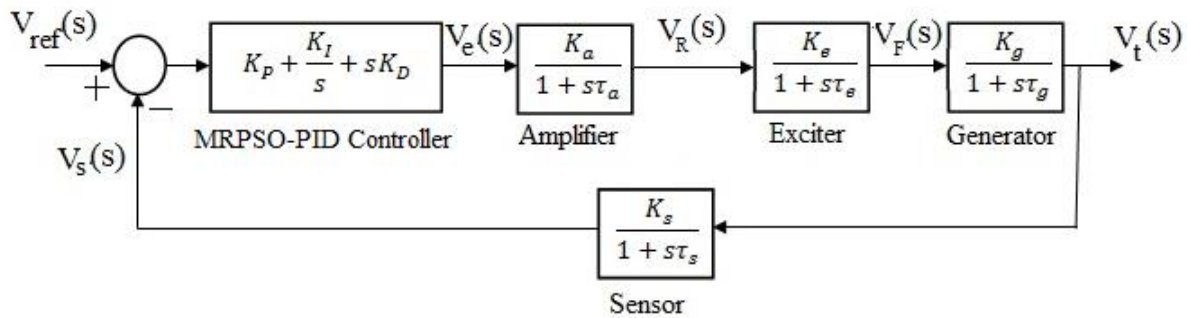 V_ref(s)
+
−
K_P + K_I/s + sK_D
MRPSO-PID Controller
V_e(s)
K_a/(1 + sτ_a)
Amplifier
V_R(s)
K_e/(1 + sτ_e)
Exciter
V_F(s)
K_g/(1 + sτ_g)
Generator
V_t(s)
V_S(s)
K_s/(1 + sτ_s)
Sensor